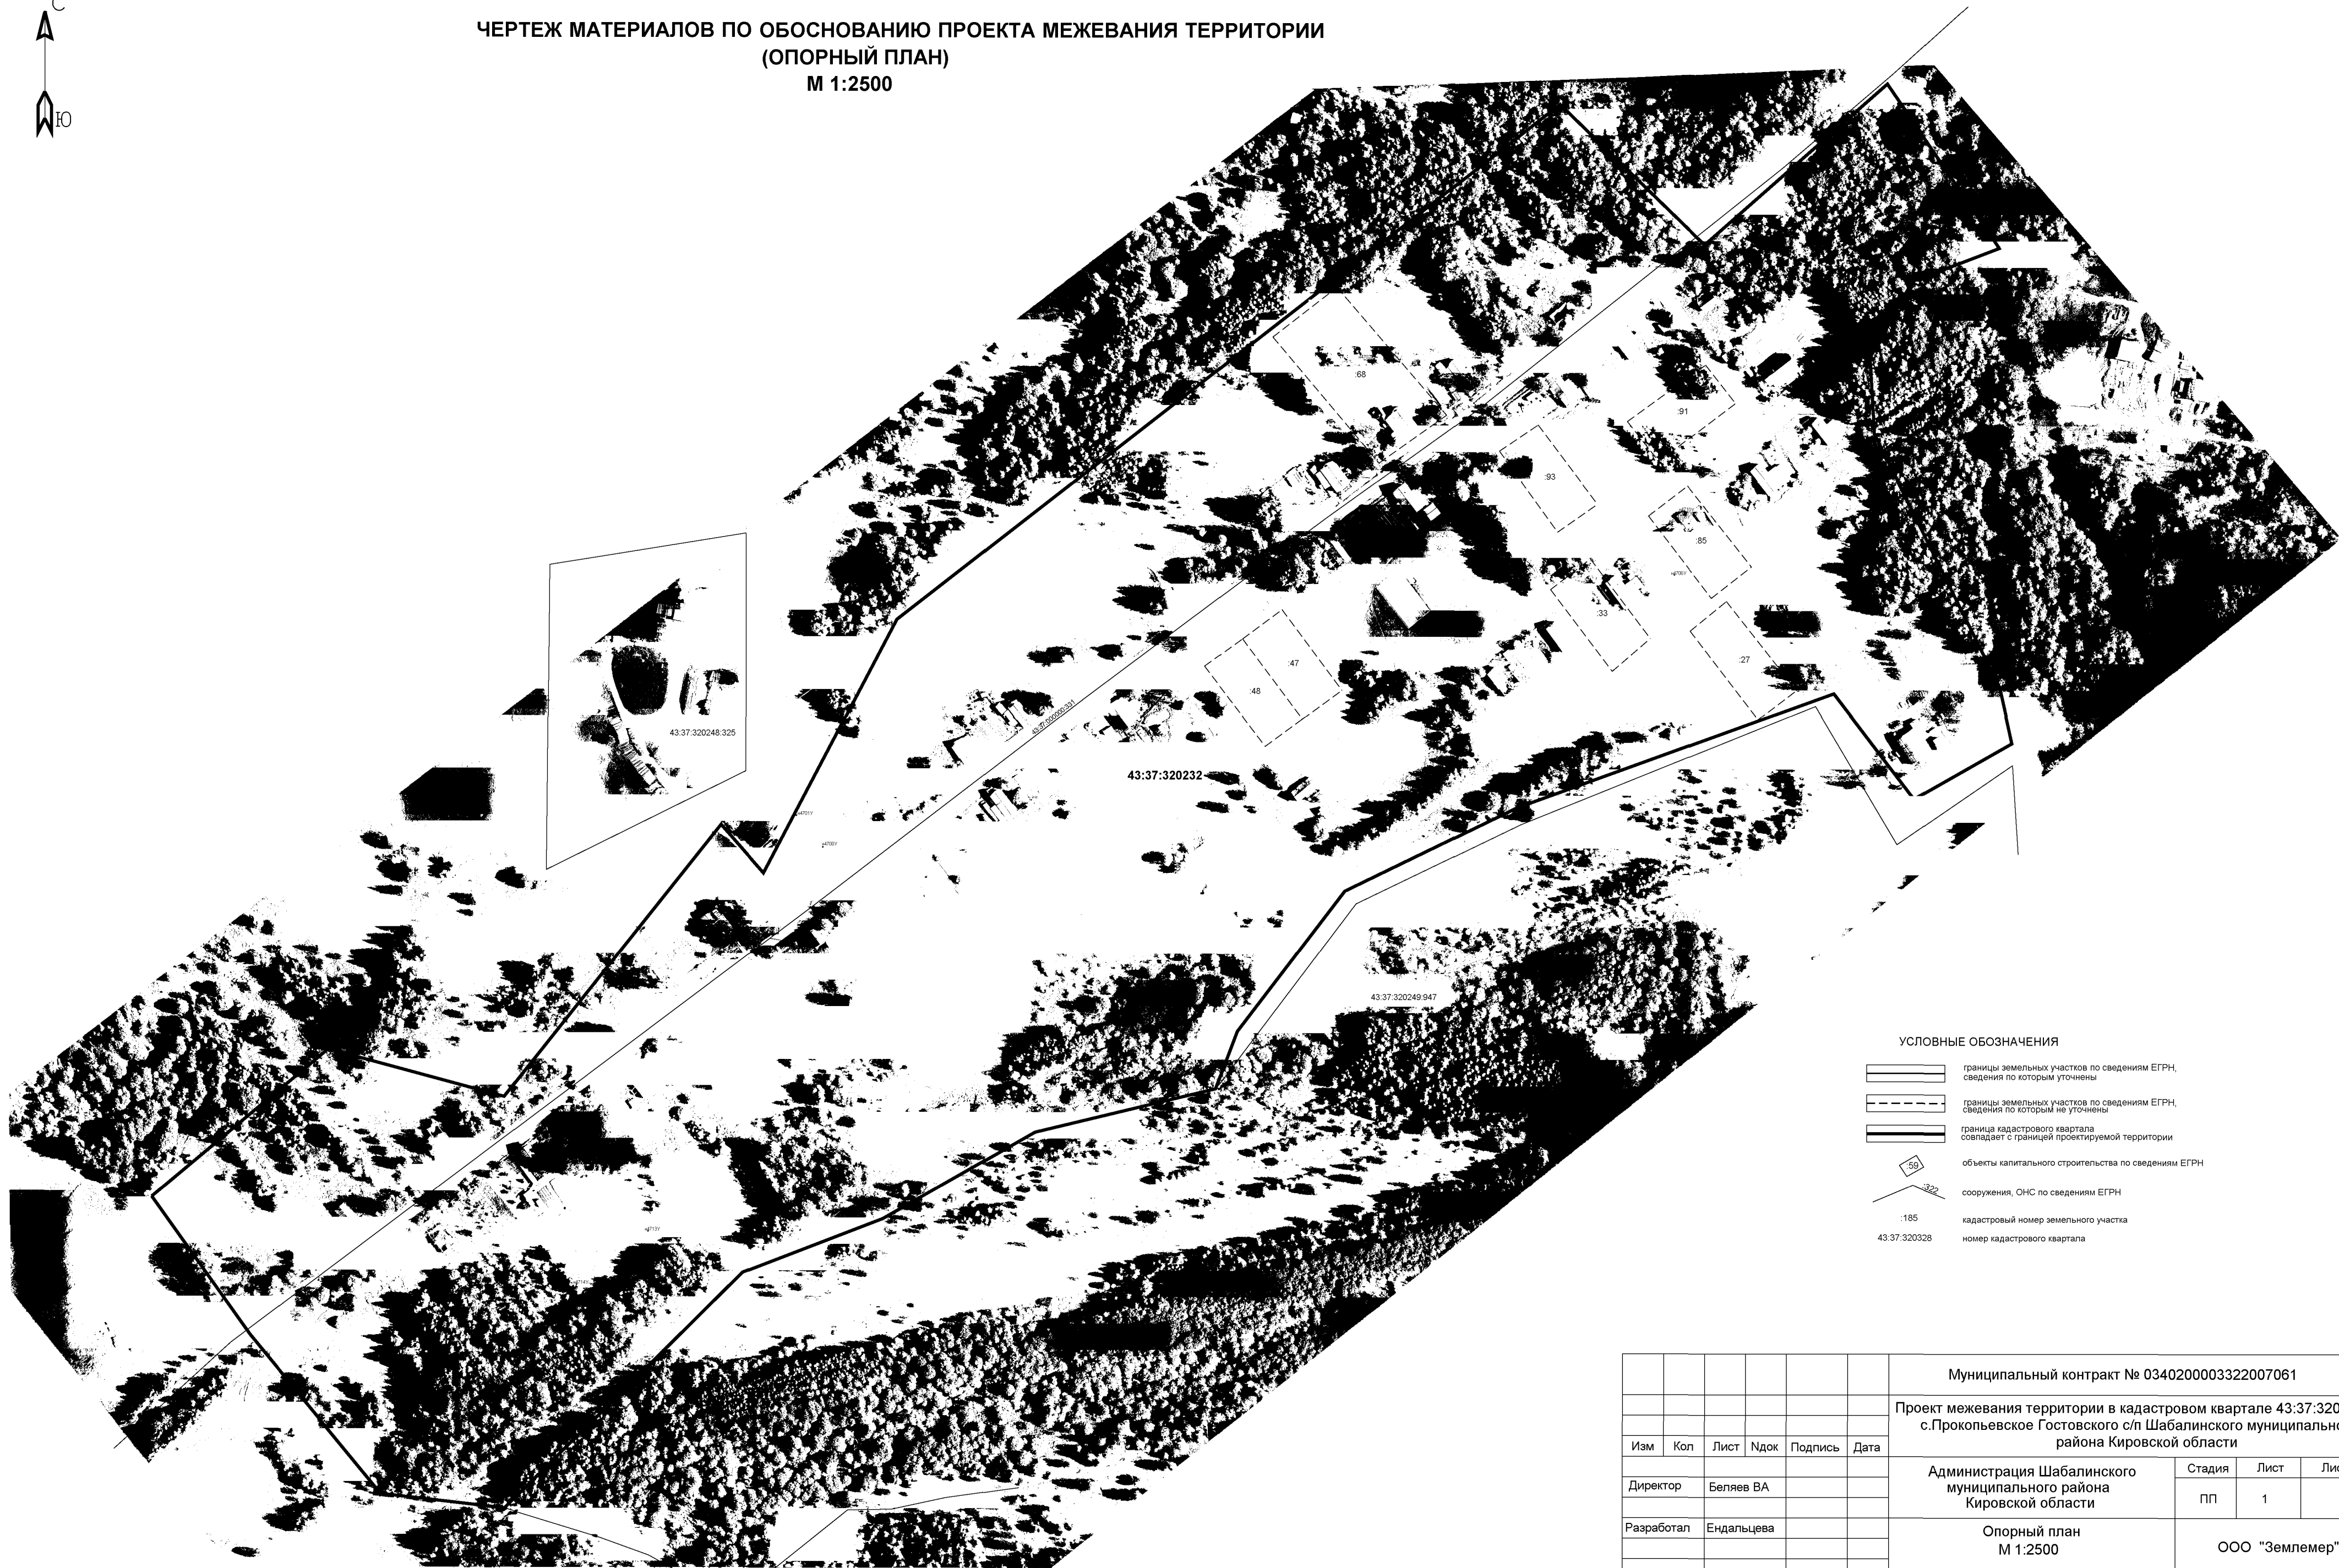 С
Ю
ЧЕРТЕЖ МАТЕРИАЛОВ ПО ОБОСНОВАНИЮ ПРОЕКТА МЕЖЕВАНИЯ ТЕРРИТОРИИ
(ОПОРНЫЙ ПЛАН)
М 1:2500
:68
:91
:93
:85
:33
:47
:48
:27
43:37:000000:331
43:37:320248:325
43:37:320232
43:37:320249:947
УСЛОВНЫЕ ОБОЗНАЧЕНИЯ
границы земельных участков по сведениям ЕГРН,
сведения по которым уточнены
границы земельных участков по сведениям ЕГРН,
сведения по которым не уточнены
граница кадастрового квартала
совпадает с границей проектируемой территории
:59
объекты капитального строительства по сведениям ЕГРН
:322
сооружения, ОНС по сведениям ЕГРН
:185
кадастровый номер земельного участка
43:37:320328
номер кадастрового квартала
Муниципальный контракт № 0340200003322007061
Проект межевания территории в кадастровом квартале 43:37:320
с.Прокопьевское Гостовского с/п Шабалинского муниципально
района Кировской области
Изм Кол Лист Nдок Подпись Дата
Администрация Шабалинского
муниципального района
Кировской области
Стадия Лист Лис
ПП 1
Директор Беляев ВА
Разработал Ендальцева
Опорный план
М 1:2500
ООО "Землемер"